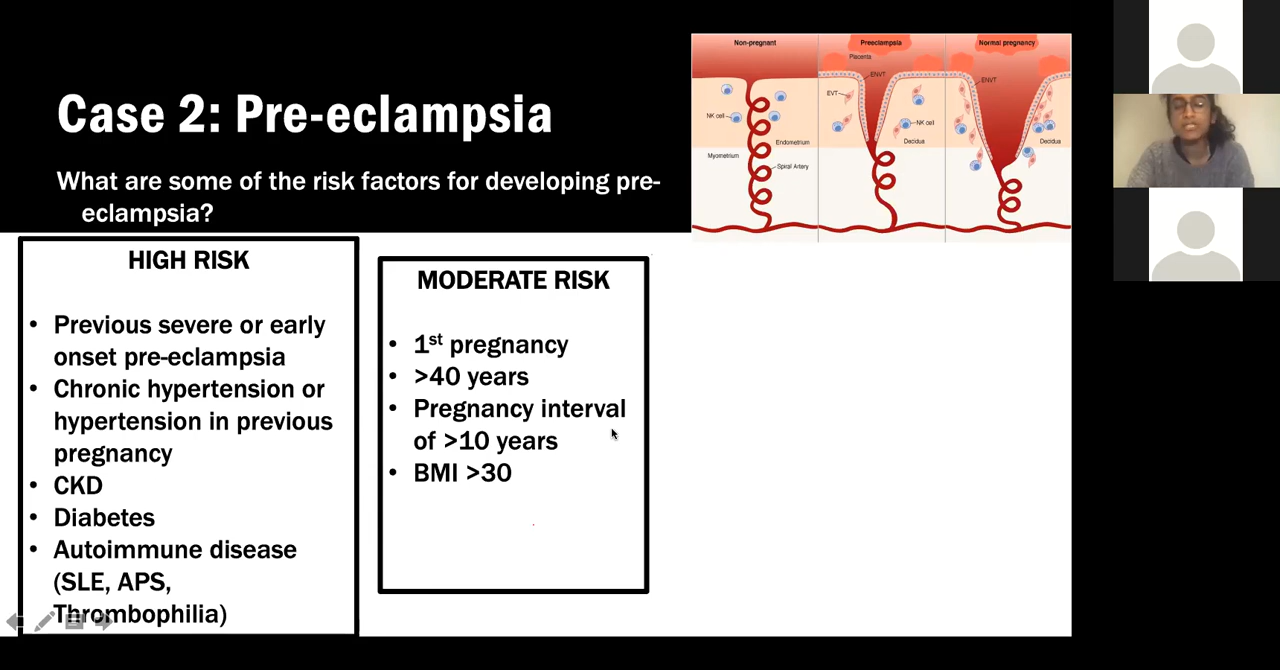 Case 2: Pre-eclampsia
What are some of the risk factors for developing pre-
eclampsia?
Non-pregnant
Preeclampsia
Normal pregnancy
Placenta
ENVT
ENVT
EVT
NK cell
NK cell
Endometrium
Decidus
Decidus
Myometrium
Spiral Artery
HIGH RISK
• Previous severe or early
onset pre-eclampsia
• Chronic hypertension or
hypertension in previous
pregnancy
• CKD
• Diabetes
• Autoimmune disease
(SLE, APS,
Thrombophilia)
MODERATE RISK
• 1st pregnancy
• >40 years
• Pregnancy interval
of >10 years
• BMI >30